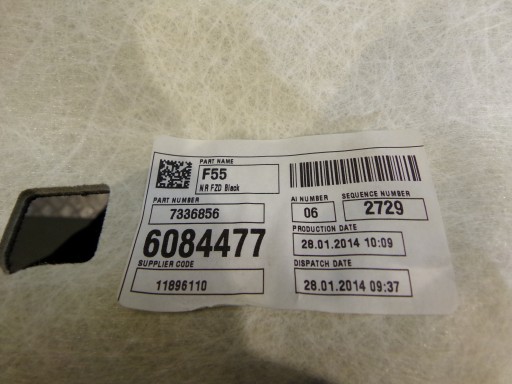 PART NAME
F55
NR FZD Black
PART NUMBER
7336856
6084477
SUPPLIER CODE
11896110
AI NUMBER
06
SEQUENCE NUMBER
2729
PRODUCTION DATE
28.01.2014 10:09
DISPATCH DATE
28.01.2014 09:37